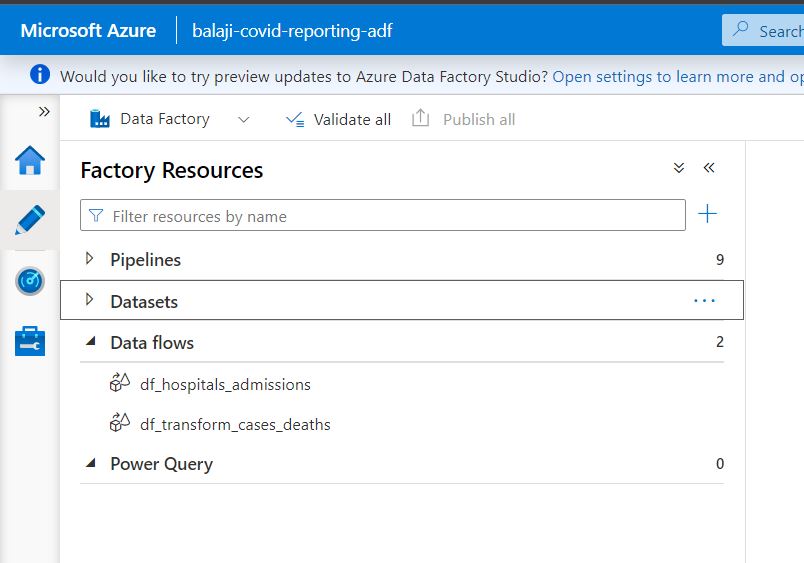 Microsoft Azure balaji-covid-reporting-adf Search
Would you like to try preview updates to Azure Data Factory Studio? Open settings to learn more and op
Data Factory Validate all Publish all
Factory Resources
Filter resources by name
Pipelines 9
Datasets ...
Data flows 2
df_hospitals_admissions
df_transform_cases_deaths
Power Query 0